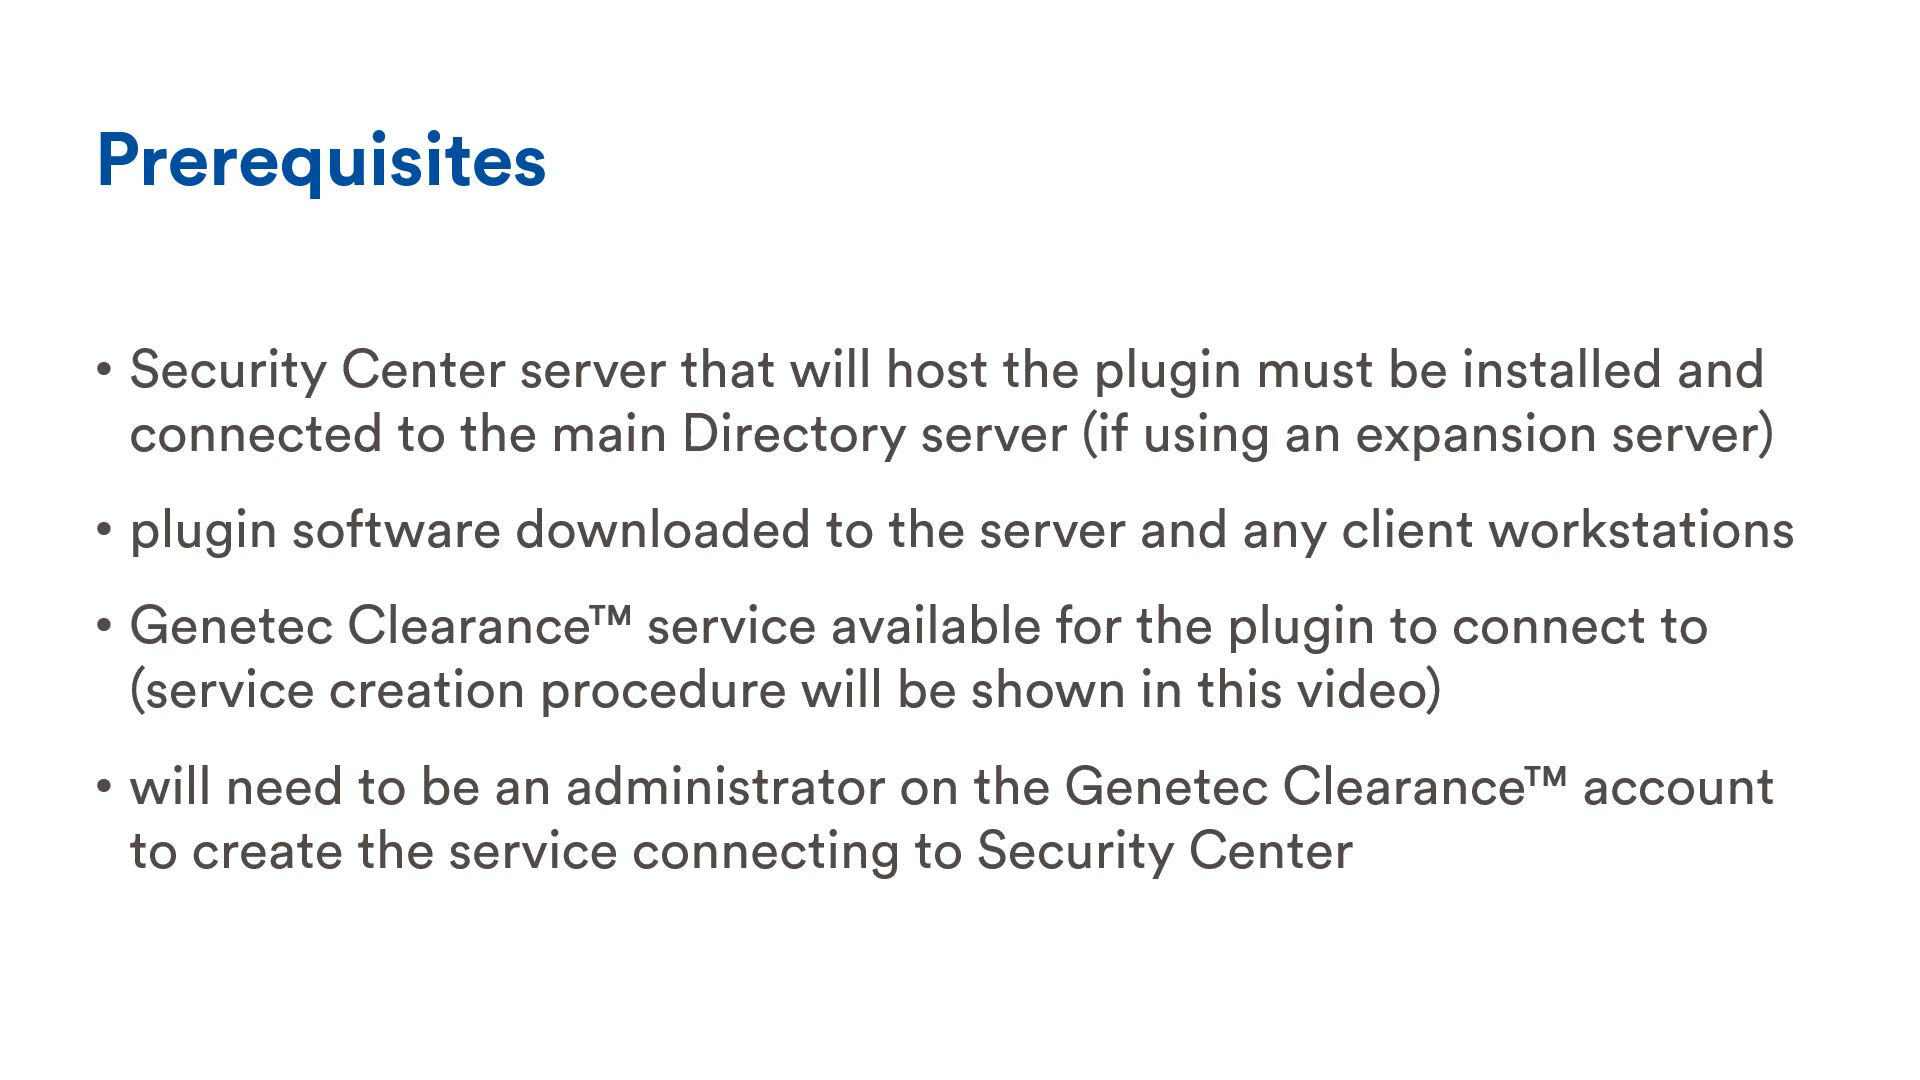 Prerequisites
• Security Center server that will host the plugin must be installed and
connected to the main Directory server (if using an expansion server)
• plugin software downloaded to the server and any client workstations
• Genetec Clearance™ service available for the plugin to connect to
(service creation procedure will be shown in this video)
• will need to be an administrator on the Genetec Clearance™ account
to create the service connecting to Security Center